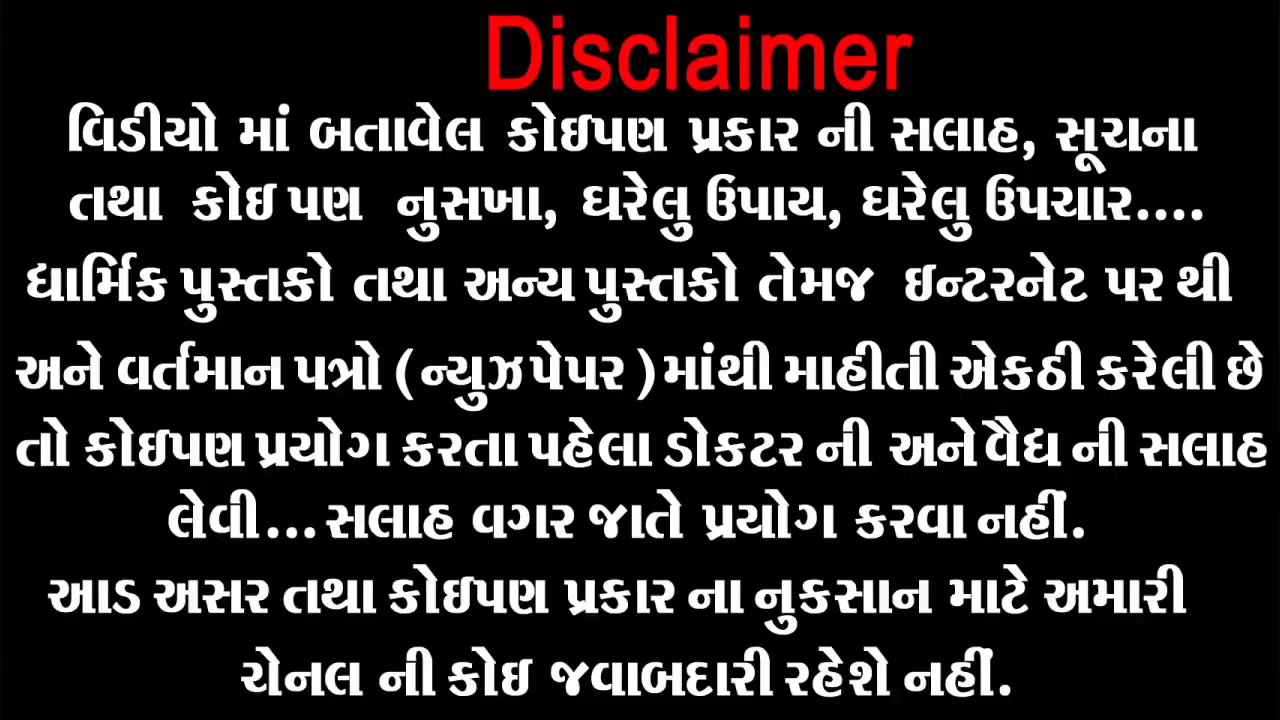 Disclaimer
વિડીયો માં બતાવેલ કોઇપણ પ્રકાર ની સલાહ, સૂચના
તથા કોઇ પણ નુસખા, ઘરેલુ ઉપાય, ઘરેલુ ઉપચાર....
ધાર્મિક પુસ્તકો તથા અન્ય પુસ્તકો તેમજ ઇન્ટરનેટ પર થી
અને વર્તમાન પત્રો ( ન્યુઝપેપર ) માંથી માહીતી એકઠી કરેલી છે
તો કોઇપણ પ્રયોગ કરતા પહેલા ડોકટર ની અને વૈદ્ય ની સલાહ
લેવી... સલાહ વગર જાતે પ્રયોગ કરવા નહીં.
આડ અસર તથા કોઇપણ પ્રકાર ના નુકસાન માટે અમારી
ચેનલ ની કોઇ જવાબદારી રહેશે નહીં.